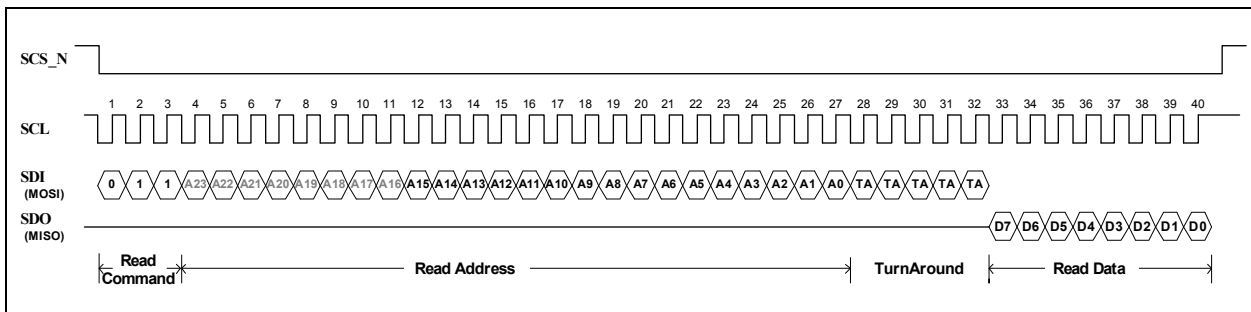 SCS_N
1 2 3 4 5 6 7 8 9 10 11 12 13 14 15 16 17 18 19 20 21 22 23 24 25 26 27 28 29 30 31 32 33 34 35 36 37 38 39 40
SCL
SDI
(MOSI)
0 1 1 A23 A22 A21 A20 A19 A18 A17 A16 A15 A14 A13 A12 A11 A10 A9 A8 A7 A6 A5 A4 A3 A2 A1 A0 TA TA TA TA TA
SDO
(MISO)
D7 D6 D5 D4 D3 D2 D1 D0
Read
Command
Read Address
TurnAround
Read Data